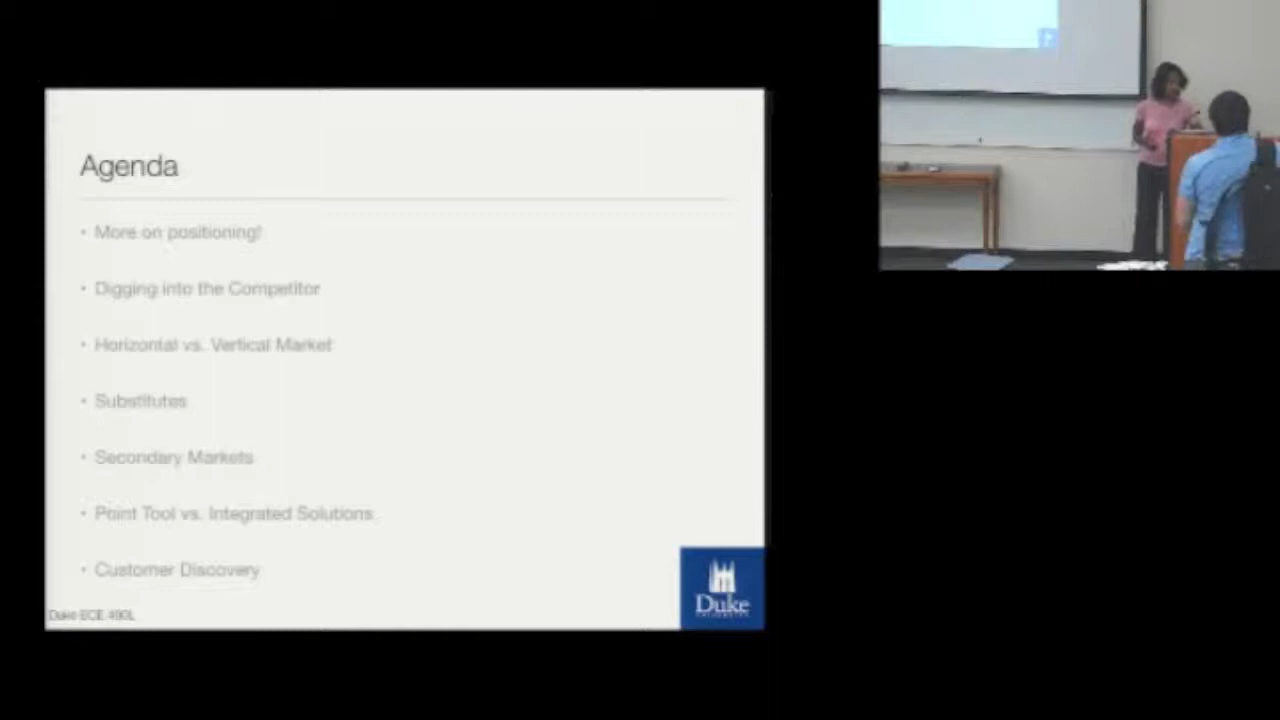 Agenda
• More on positioning!
• Digging into the Competitor
• Horizontal vs. Vertical Market
• Substitutes
• Secondary Markets
• Point Tool vs. Integrated Solutions
• Customer Discovery
Duke ECE 490L
Duke